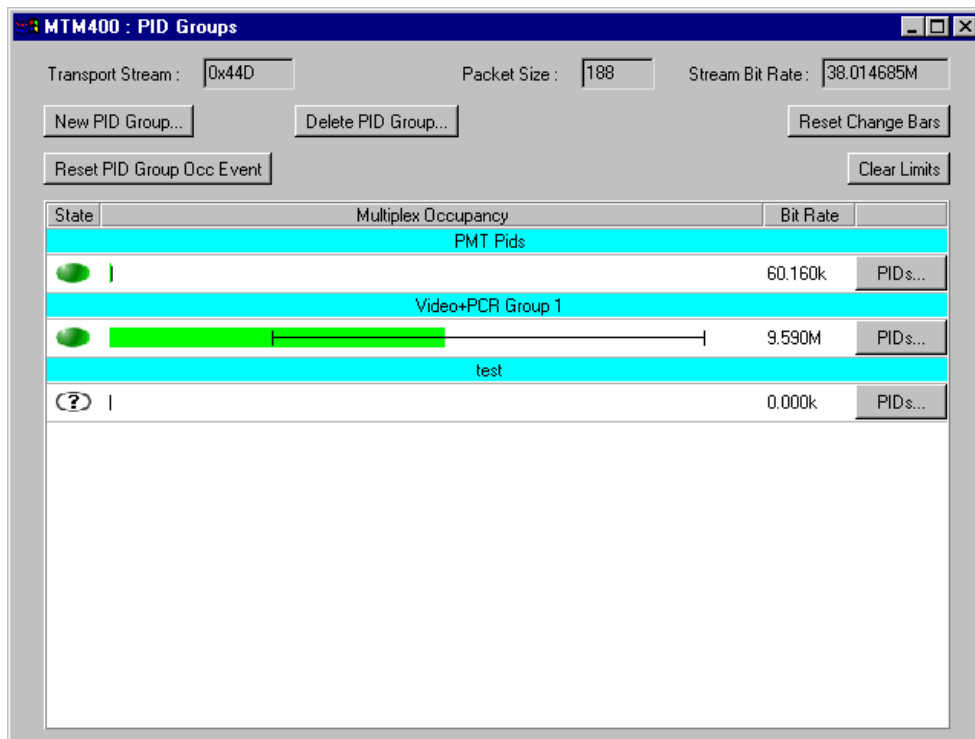 MTM400 : PID Groups
Transport Stream : 0x44D Packet Size : 188 Stream Bit Rate : 38.014685M
New PID Group... Delete PID Group... Reset Change Bars
Reset PID Group Occ Event Clear Limits
State Multiplex Occupancy Bit Rate
PMT Pids
60.160k PIDs...
Video+PCR Group 1
9.590M PIDs...
test
(?) 0.000k PIDs...